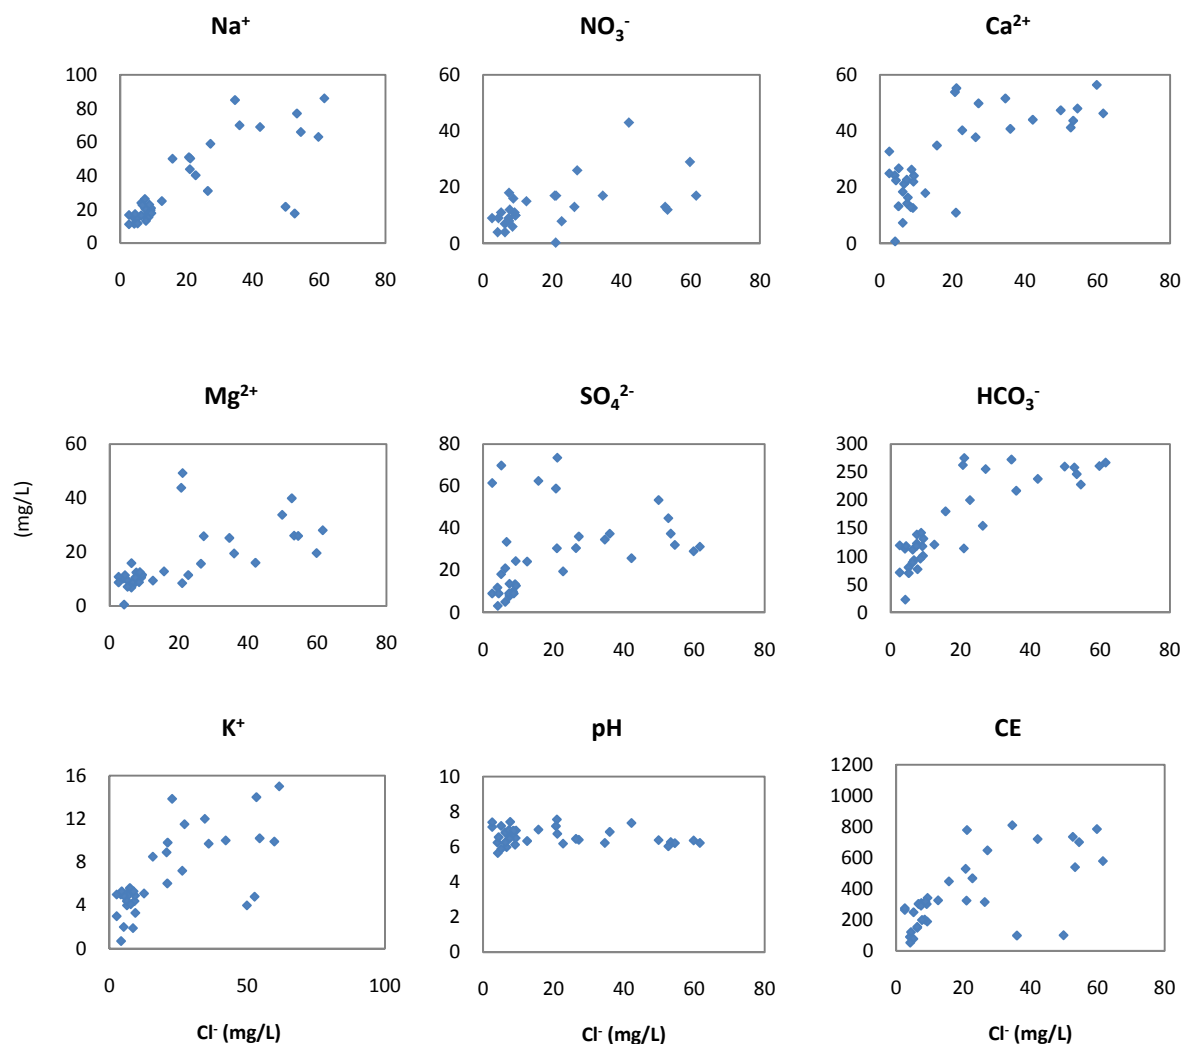 Na⁺ NO₃⁻ Ca²⁺
100 60 60
80
60 40 40
40
20 20 20
0 0 0
0 20 40 60 80 0 20 40 60 80 0 20 40 60 80
Mg²⁺ SO₄²⁻ HCO₃⁻
(mg/L)
60 80 300
250
40 60 200
40 150
20 20 100
50
0 0 0
0 20 40 60 80 0 20 40 60 80 0 20 40 60 80
K⁺ pH CE
16 10 1200
1000
12 8 800
8 6 600
4 400
4 2 200
0 0 0
0 50 100 0 20 40 60 80 0 20 40 60 80
Cl⁻ (mg/L) Cl⁻ (mg/L) Cl⁻ (mg/L)